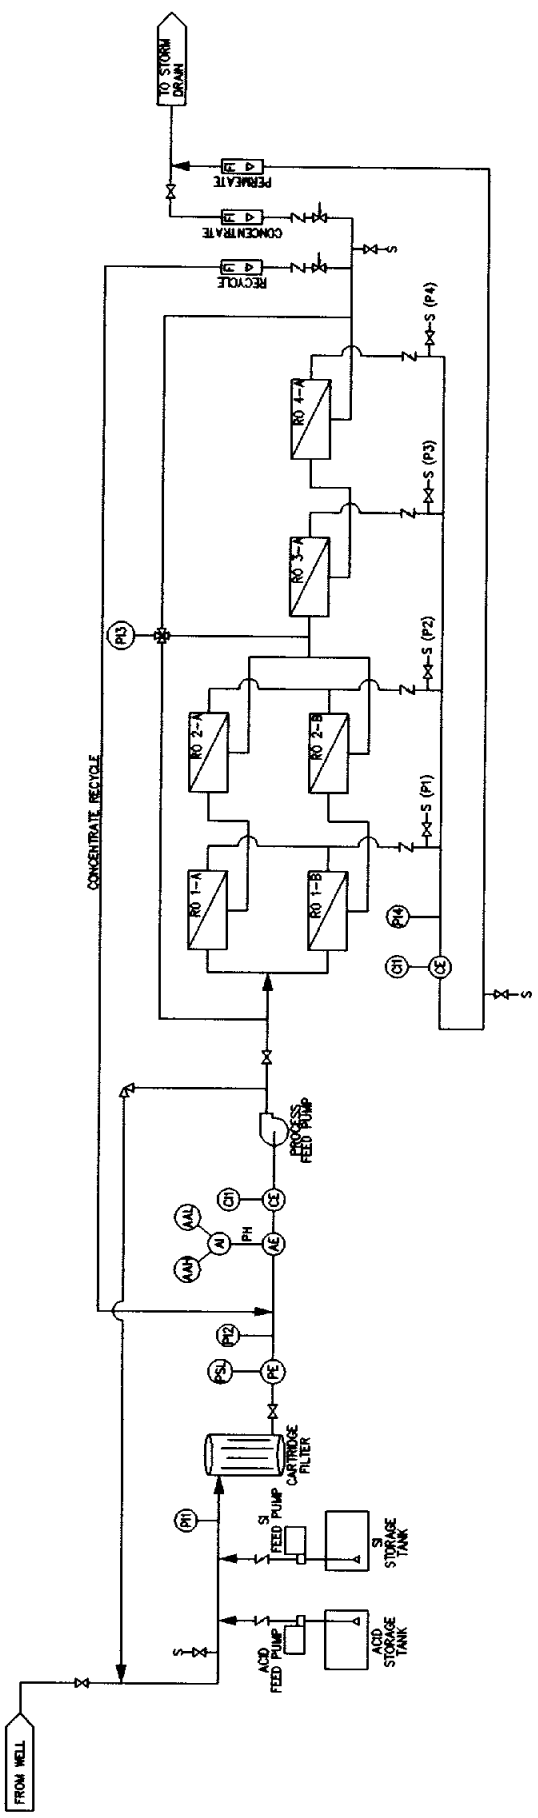 FROM WELL
S
ACID
FEED PUMP
ACID
STORAGE
TANK
SI
FEED PUMP
SI
STORAGE
TANK
PI1
CARTRIDGE
FILTER
PSL
PE
PI2
AAH
AAL
AI
PH
AE
CI1
CE
PROCESS
FEED PUMP
CONCENTRATE RECYCLE
RO 1-A
RO 1-B
RO 2-A
RO 2-B
PI3
RO 3-A
RO 4-A
CI1
CE
PI4
S
S (P1)
S (P2)
S (P3)
S (P4)
S
FI
RECYCLE
FI
CONCENTRATE
FI
PERMEATE
TO STORM
DRAIN